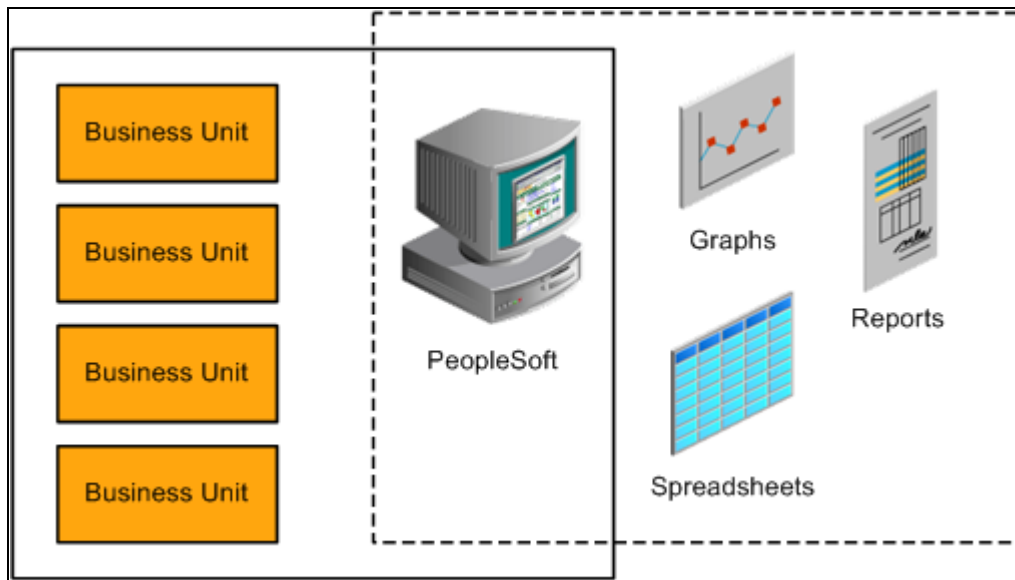 Business Unit
Business Unit
Business Unit
Business Unit
PeopleSoft
Graphs
Reports
Spreadsheets